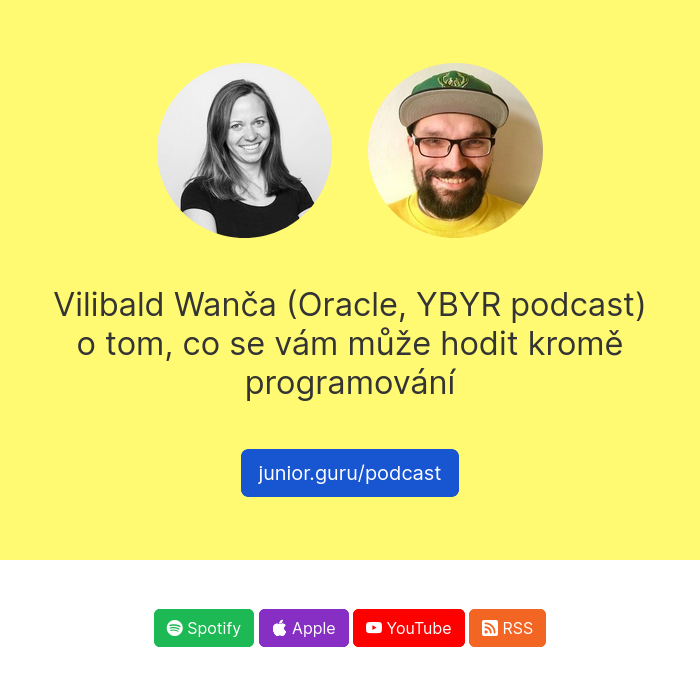 Vilibald Wanča (Oracle, YBYR podcast)
o tom, co se vám může hodit kromě
programování
junior.guru/podcast
Spotify
Apple
YouTube
RSS